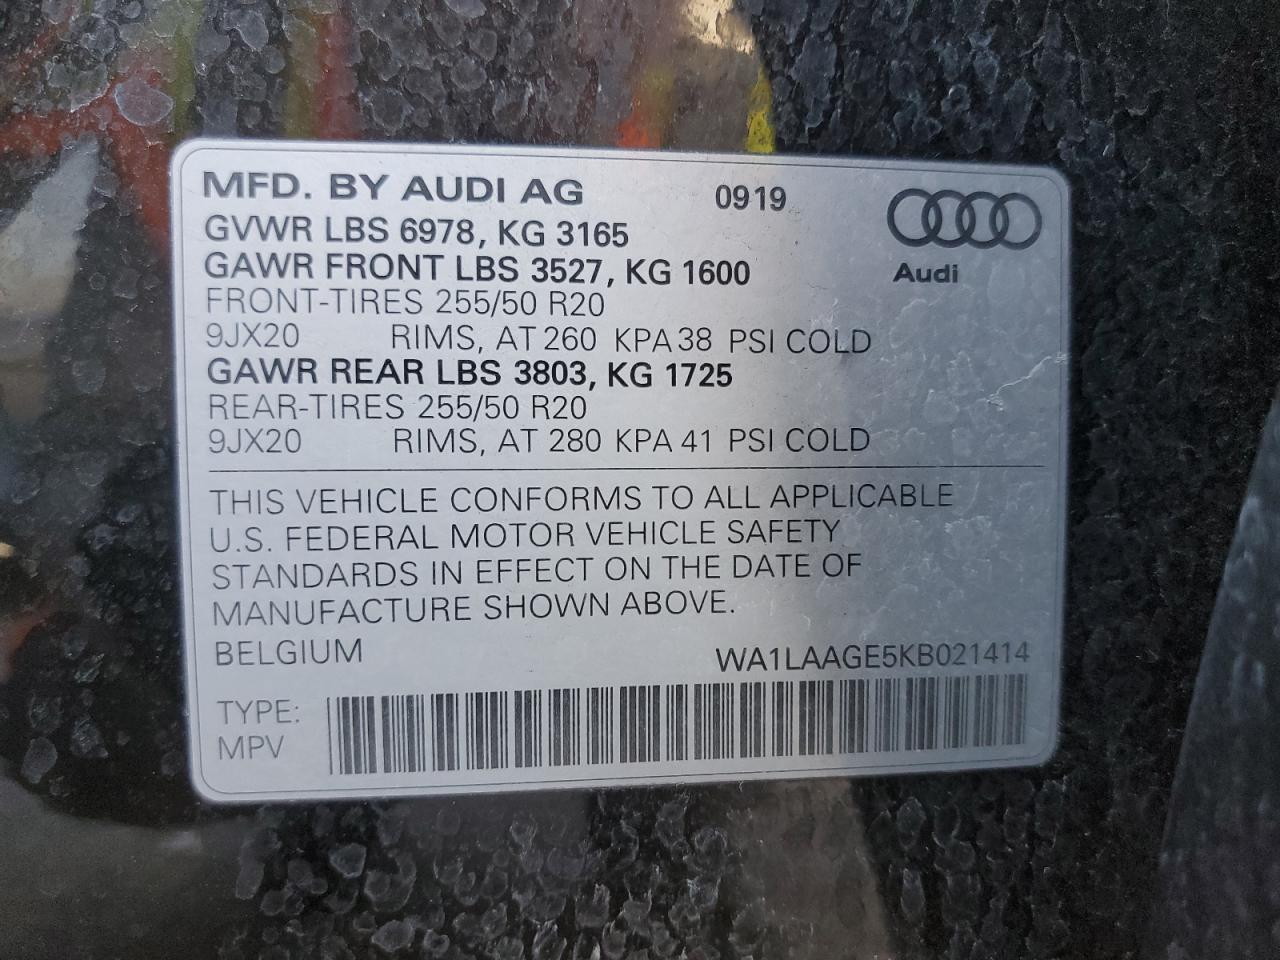 MFD. BY AUDI AG 0919
GVWR LBS 6978, KG 3165
GAWR FRONT LBS 3527, KG 1600
Audi
FRONT-TIRES 255/50 R20
9JX20 RIMS, AT 260 KPA 38 PSI COLD
GAWR REAR LBS 3803, KG 1725
REAR-TIRES 255/50 R20
9JX20 RIMS, AT 280 KPA 41 PSI COLD
THIS VEHICLE CONFORMS TO ALL APPLICABLE
U.S. FEDERAL MOTOR VEHICLE SAFETY
STANDARDS IN EFFECT ON THE DATE OF
MANUFACTURE SHOWN ABOVE.
BELGIUM WA1LAAGE5KB021414
TYPE:
MPV